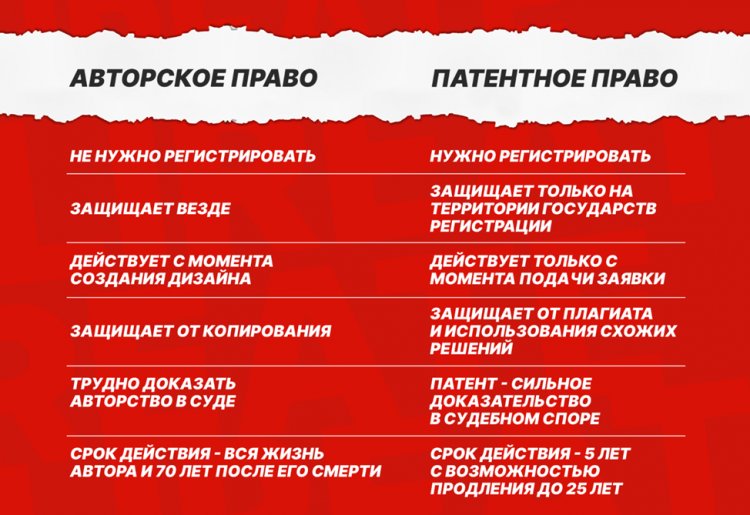 АВТОРСКОЕ ПРАВО
ПАТЕНТНОЕ ПРАВО
НЕ НУЖНО РЕГИСТРИРОВАТЬ
НУЖНО РЕГИСТРИРОВАТЬ
ЗАЩИЩАЕТ ВЕЗДЕ
ЗАЩИЩАЕТ ТОЛЬКО НА
ТЕРРИТОРИИ ГОСУДАРСТВ
РЕГИСТРАЦИИ
ДЕЙСТВУЕТ С МОМЕНТА
СОЗДАНИЯ ДИЗАЙНА
ДЕЙСТВУЕТ ТОЛЬКО С
МОМЕНТА ПОДАЧИ ЗАЯВКИ
ЗАЩИЩАЕТ ОТ КОПИРОВАНИЯ
ЗАЩИЩАЕТ ОТ ПЛАГИАТА
И ИСПОЛЬЗОВАНИЯ СХОЖИХ
РЕШЕНИЙ
ТРУДНО ДОКАЗАТЬ
АВТОРСТВО В СУДЕ
ПАТЕНТ - СИЛЬНОЕ
ДОКАЗАТЕЛЬСТВО
В СУДЕБНОМ СПОРЕ
СРОК ДЕЙСТВИЯ - ВСЯ ЖИЗНЬ
АВТОРА И 70 ЛЕТ ПОСЛЕ ЕГО СМЕРТИ
СРОК ДЕЙСТВИЯ - 5 ЛЕТ
С ВОЗМОЖНОСТЬЮ
ПРОДЛЕНИЯ ДО 25 ЛЕТ